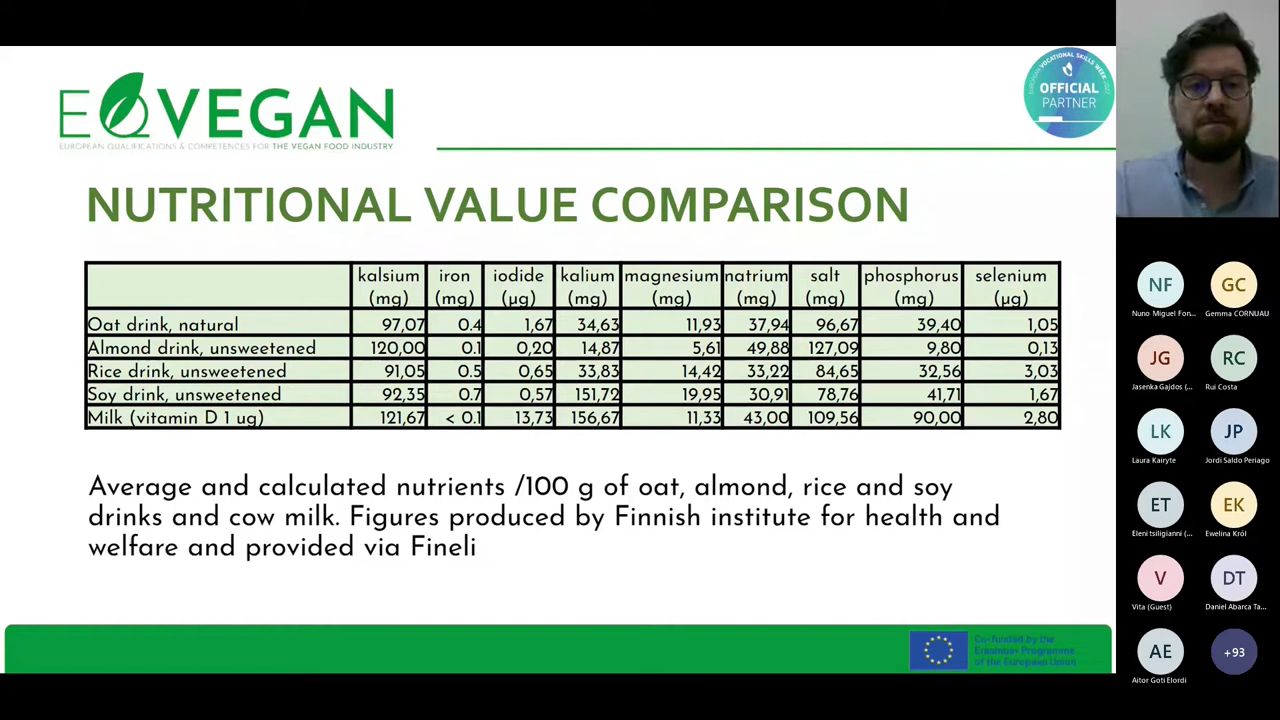 EQVEGAN
EUROPEAN QUALIFICATIONS & COMPETENCES FOR THE VEGAN FOOD INDUSTRY
EUROPEAN VOCATIONAL SKILLS WEEK
OFFICIAL
PARTNER
NUTRITIONAL VALUE COMPARISON
kalsium (mg) iron (mg) iodide (µg) kalium (mg) magnesium (mg) natrium (mg) salt (mg) phosphorus (mg) selenium (µg)
Oat drink, natural 97,07 0.4 1,67 34,63 11,93 37,94 96,67 39,40 1,05
Almond drink, unsweetened 120,00 0.1 0,20 14,87 5,61 49,88 127,09 9,80 0,13
Rice drink, unsweetened 91,05 0.5 0,65 33,83 14,42 33,22 84,65 32,56 3,03
Soy drink, unsweetened 92,35 0.7 0,57 151,72 19,95 30,91 78,76 41,71 1,67
Milk (vitamin D 1 ug) 121,67 < 0.1 13,73 156,67 11,33 43,00 109,56 90,00 2,80
Average and calculated nutrients /100 g of oat, almond, rice and soy
drinks and cow milk. Figures produced by Finnish institute for health and
welfare and provided via Fineli
Co-funded by the
Erasmus+ Programme
of the European Union
NF GC
Nuno Miguel Fon... Gemma CORNUAU
JG RC
Jasenka Gajdos (... Rui Costa
LK JP
Laura Kairyte Jordi Saldo Periago
ET EK
Eleni tsiligianni (... Ewelina Król
V DT
Vita (Guest) Daniel Abarca Ta...
AE +93
Aitor Goti Elordi